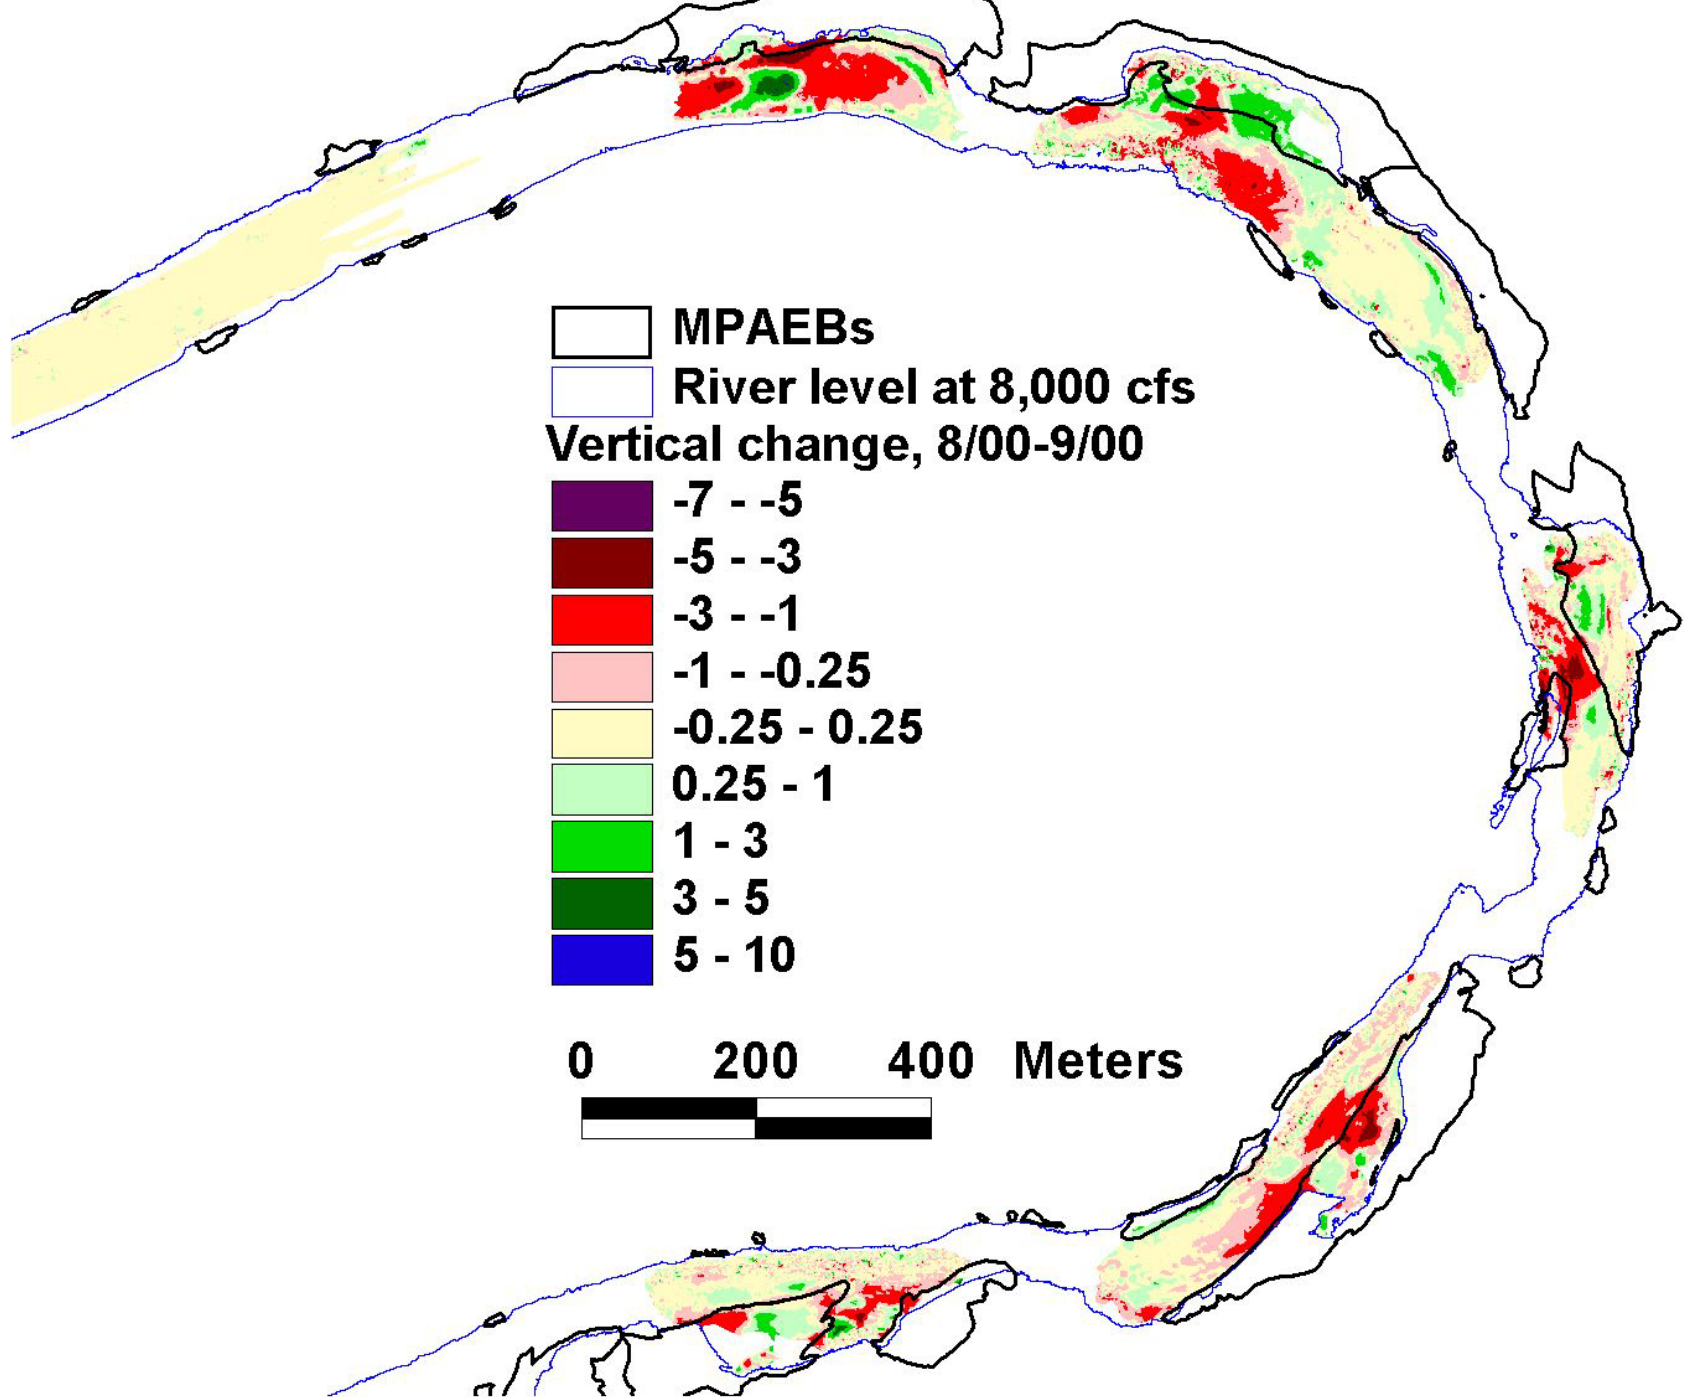 MPAEBs
River level at 8,000 cfs
Vertical change, 8/00-9/00
-7 - -5
-5 - -3
-3 - -1
-1 - -0.25
-0.25 - 0.25
0.25 - 1
1 - 3
3 - 5
5 - 10
0 200 400 Meters